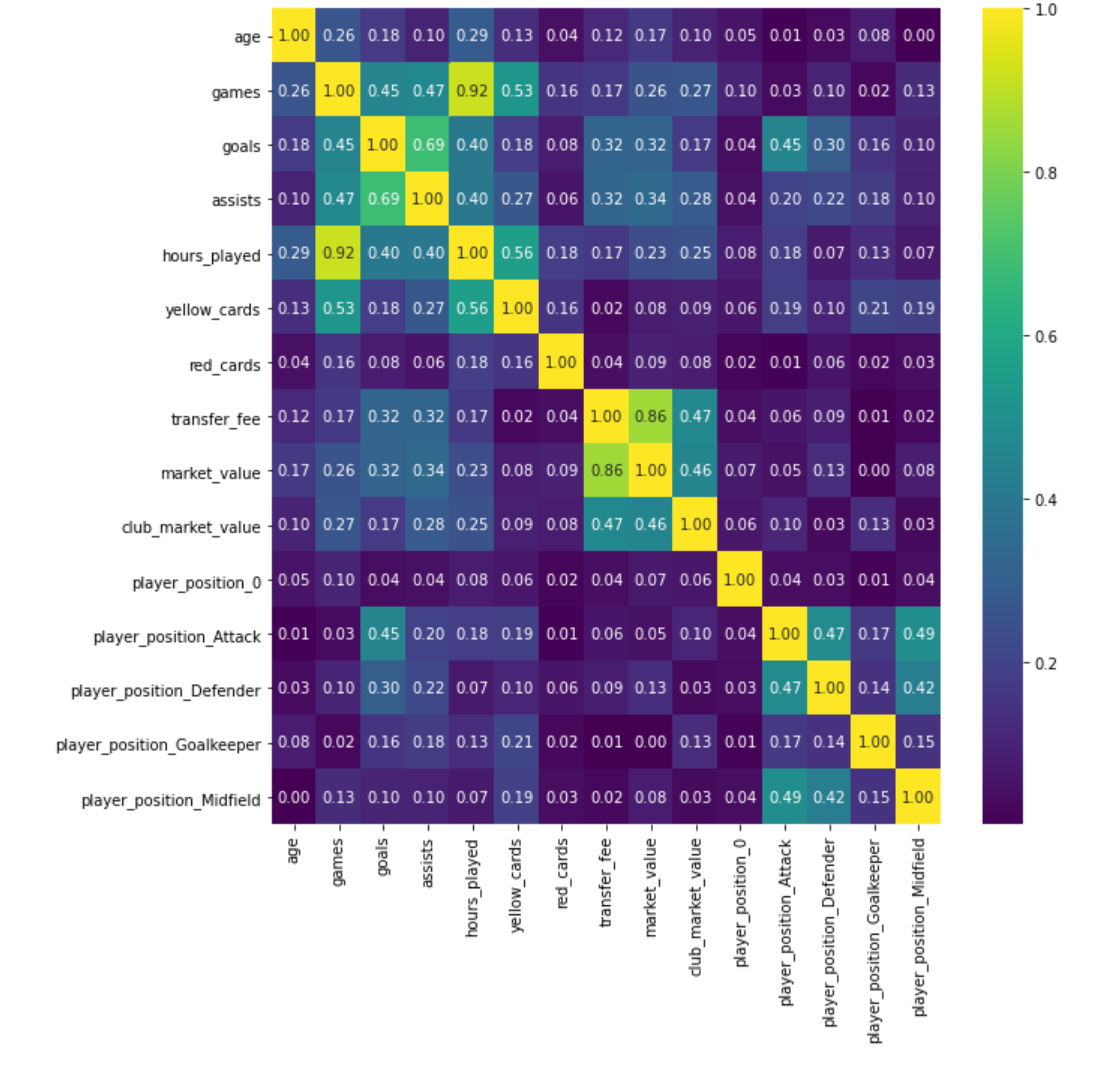 age 1.00 0.26 0.18 0.10 0.29 0.13 0.04 0.12 0.17 0.10 0.05 0.01 0.03 0.08 0.00
games 0.26 1.00 0.45 0.47 0.92 0.53 0.16 0.17 0.26 0.27 0.10 0.03 0.10 0.02 0.13
goals 0.18 0.45 1.00 0.69 0.40 0.18 0.08 0.32 0.32 0.17 0.04 0.45 0.30 0.16 0.10
assists 0.10 0.47 0.69 1.00 0.40 0.27 0.06 0.32 0.34 0.28 0.04 0.20 0.22 0.18 0.10
hours_played 0.29 0.92 0.40 0.40 1.00 0.56 0.18 0.17 0.23 0.25 0.08 0.18 0.07 0.13 0.07
yellow_cards 0.13 0.53 0.18 0.27 0.56 1.00 0.16 0.02 0.08 0.09 0.06 0.19 0.10 0.21 0.19
red_cards 0.04 0.16 0.08 0.06 0.18 0.16 1.00 0.04 0.09 0.08 0.02 0.01 0.06 0.02 0.03
transfer_fee 0.12 0.17 0.32 0.32 0.17 0.02 0.04 1.00 0.86 0.47 0.04 0.06 0.09 0.01 0.02
market_value 0.17 0.26 0.32 0.34 0.23 0.08 0.09 0.86 1.00 0.46 0.07 0.05 0.13 0.00 0.08
club_market_value 0.10 0.27 0.17 0.28 0.25 0.09 0.08 0.47 0.46 1.00 0.06 0.10 0.03 0.13 0.03
player_position_0 0.05 0.10 0.04 0.04 0.08 0.06 0.02 0.04 0.07 0.06 1.00 0.04 0.03 0.01 0.04
player_position_Attack 0.01 0.03 0.45 0.20 0.18 0.19 0.01 0.06 0.05 0.10 0.04 1.00 0.47 0.17 0.49
player_position_Defender 0.03 0.10 0.30 0.22 0.07 0.10 0.06 0.09 0.13 0.03 0.03 0.47 1.00 0.14 0.42
player_position_Goalkeeper 0.08 0.02 0.16 0.18 0.13 0.21 0.02 0.01 0.00 0.13 0.01 0.17 0.14 1.00 0.15
player_position_Midfield 0.00 0.13 0.10 0.10 0.07 0.19 0.03 0.02 0.08 0.03 0.04 0.49 0.42 0.15 1.00
age
games
goals
assists
hours_played
yellow_cards
red_cards
transfer_fee
market_value
club_market_value
player_position_0
player_position_Attack
player_position_Defender
player_position_Goalkeeper
player_position_Midfield
1.0
0.8
0.6
0.4
0.2